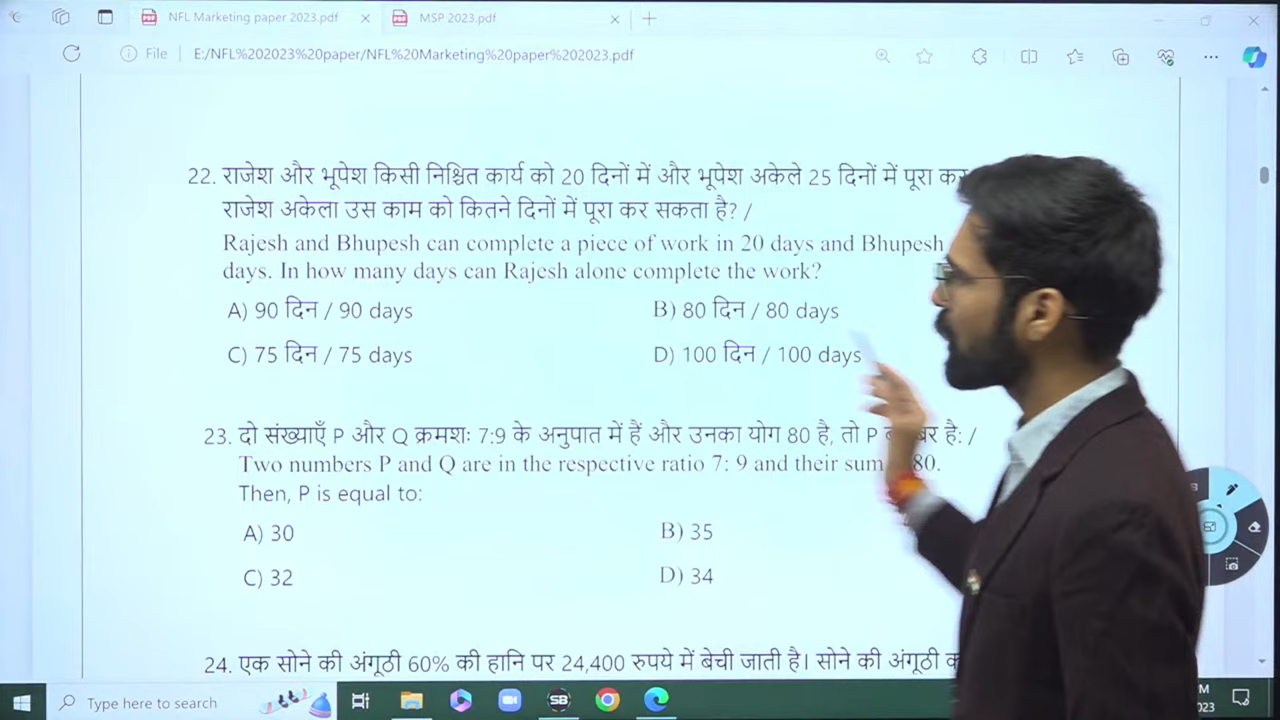 NFL Marketing paper 2023.pdf
MSP 2023.pdf
File E:/NFL%202023%20paper/NFL%20Marketing%20paper%202023.pdf
22. राजेश और भूपेश किसी निश्चित कार्य को 20 दिनों में और भूपेश अकेले 25 दिनों में पूरा कर
राजेश अकेला उस काम को कितने दिनों में पूरा कर सकता है? /
Rajesh and Bhupesh can complete a piece of work in 20 days and Bhupesh
days. In how many days can Rajesh alone complete the work?
A) 90 दिन / 90 days B) 80 दिन / 80 days
C) 75 दिन / 75 days D) 100 दिन / 100 days
23. दो संख्याएँ P और Q क्रमशः 7:9 के अनुपात में हैं और उनका योग 80 है, तो P है: /
Two numbers P and Q are in the respective ratio 7: 9 and their sum 80.
Then, P is equal to:
A) 30 B) 35
C) 32 D) 34
24. एक सोने की अंगूठी 60% की हानि पर 24,400 रुपये में बेची जाती है। सोने की अंगूठी
Type here to search
SB